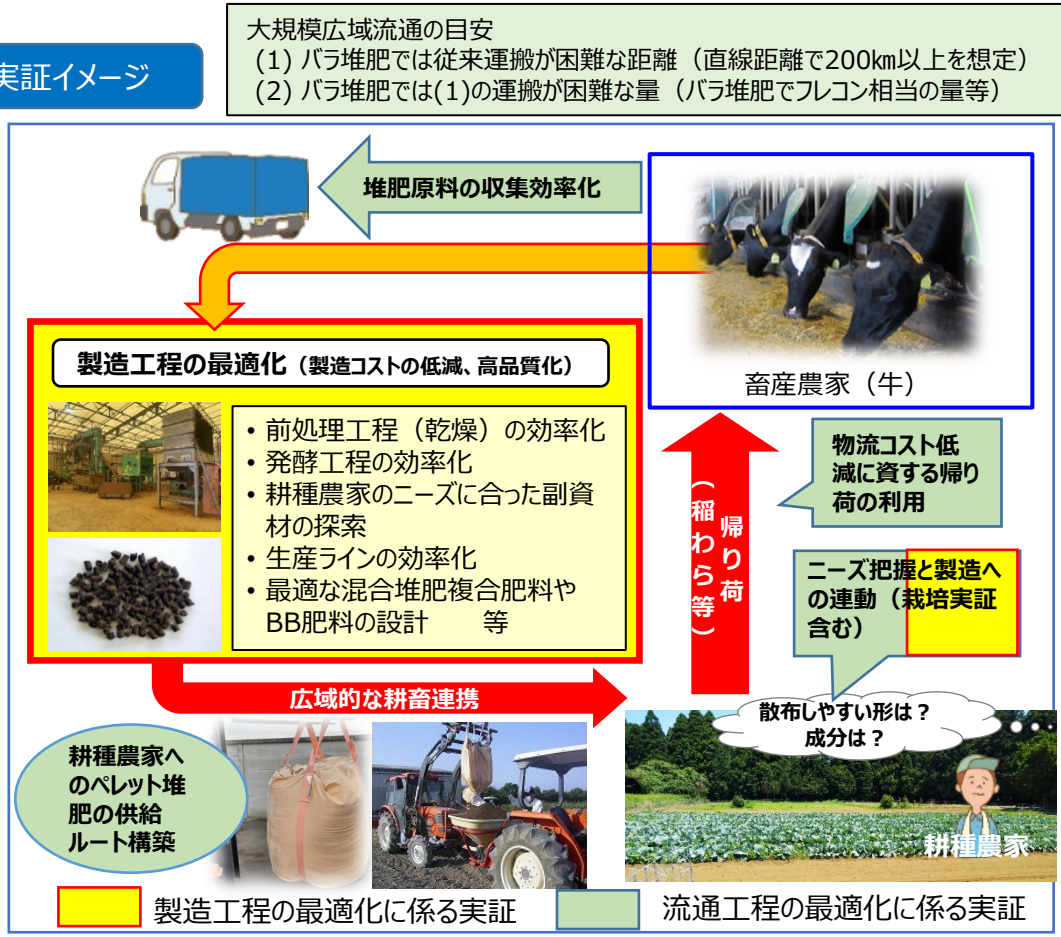 実証イメージ
大規模広域流通の目安
(1) バラ堆肥では従来運搬が困難な距離（直線距離で200㎞以上を想定）
(2) バラ堆肥では(1)の運搬が困難な量（バラ堆肥でフレコン相当の量等）
堆肥原料の収集効率化
畜産農家（牛）
製造工程の最適化（製造コストの低減、高品質化）
• 前処理工程（乾燥）の効率化
• 発酵工程の効率化
• 耕種農家のニーズに合った副資
材の探索
• 生産ラインの効率化
• 最適な混合堆肥複合肥料や
BB肥料の設計　　等
帰り荷
（稲わら等）
物流コスト低
減に資する帰り
荷の利用
ニーズ把握と製造へ
の連動（栽培実証
含む）
広域的な耕畜連携
散布しやすい形は？
成分は？
耕種農家へ
のペレット堆
肥の供給
ルート構築
耕種農家
製造工程の最適化に係る実証
流通工程の最適化に係る実証